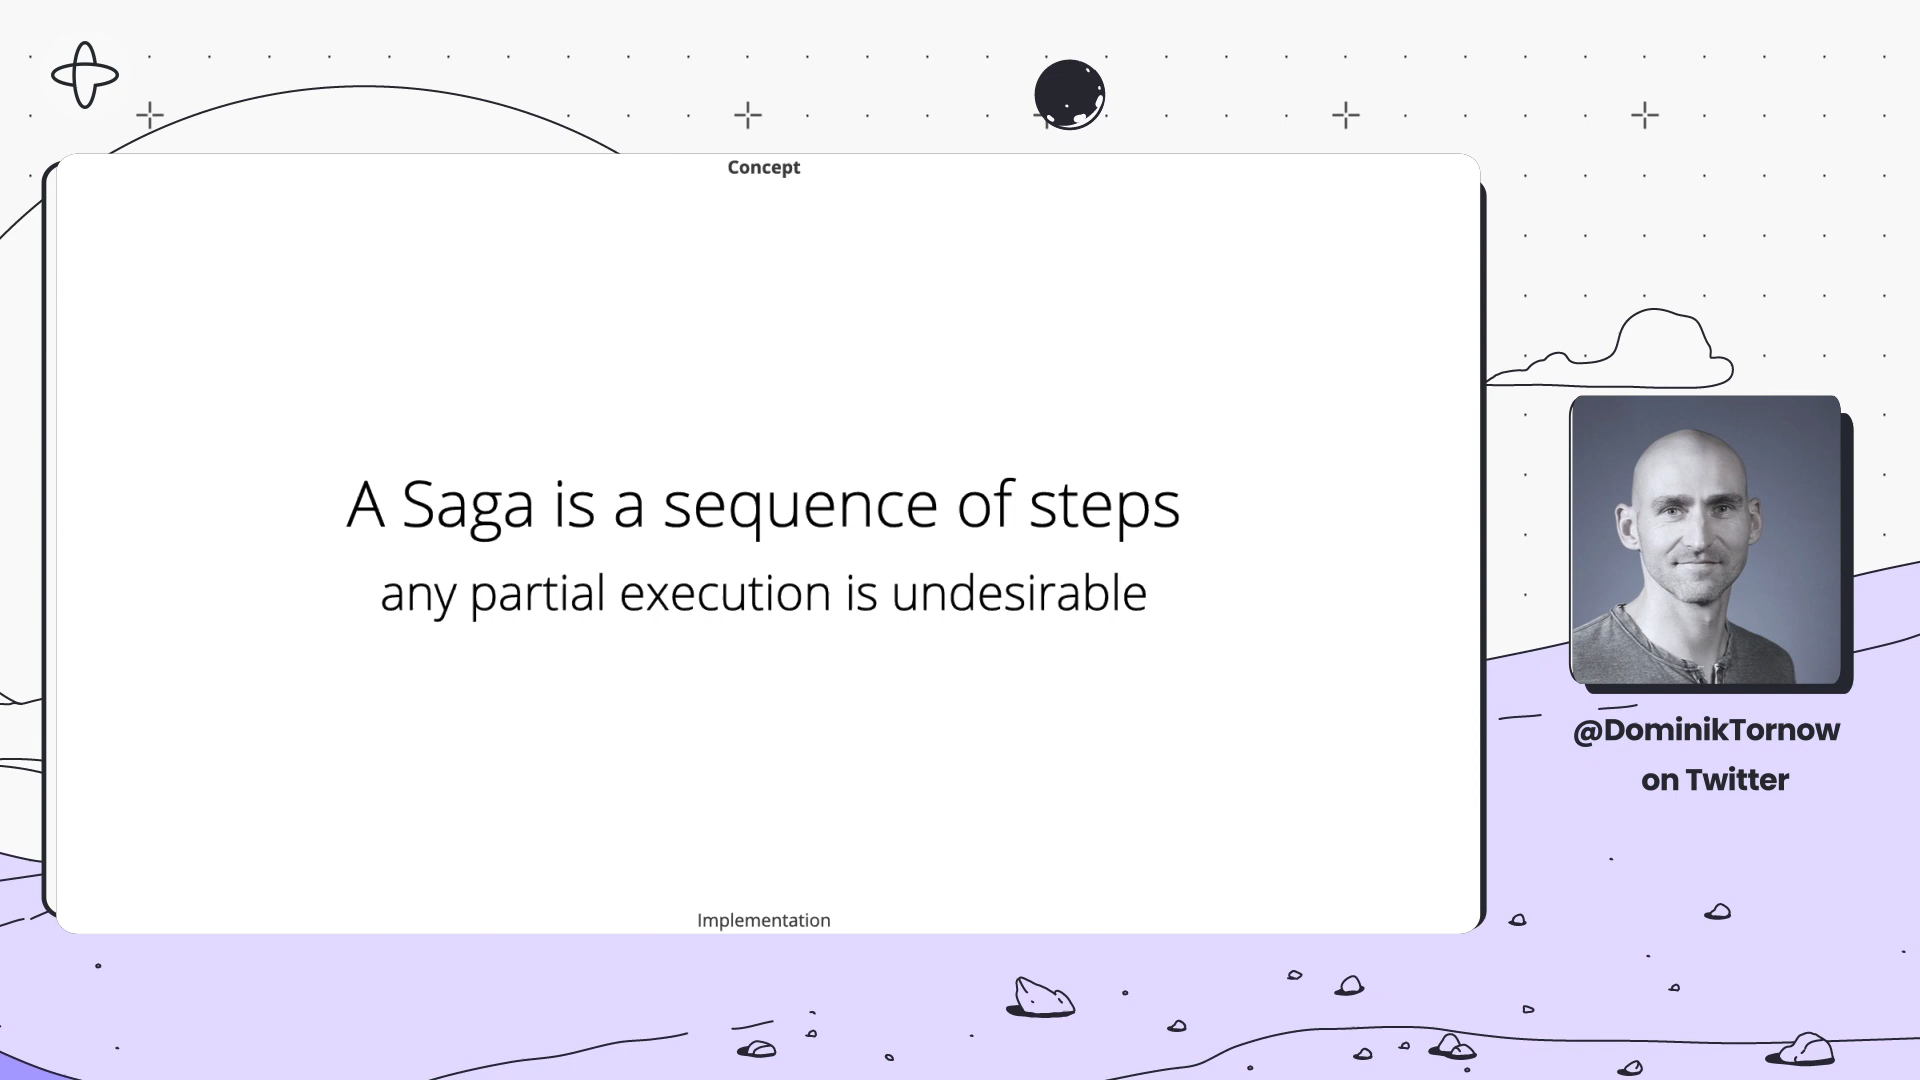 Concept
A Saga is a sequence of steps
any partial execution is undesirable
Implementation
@DominikTornow
on Twitter